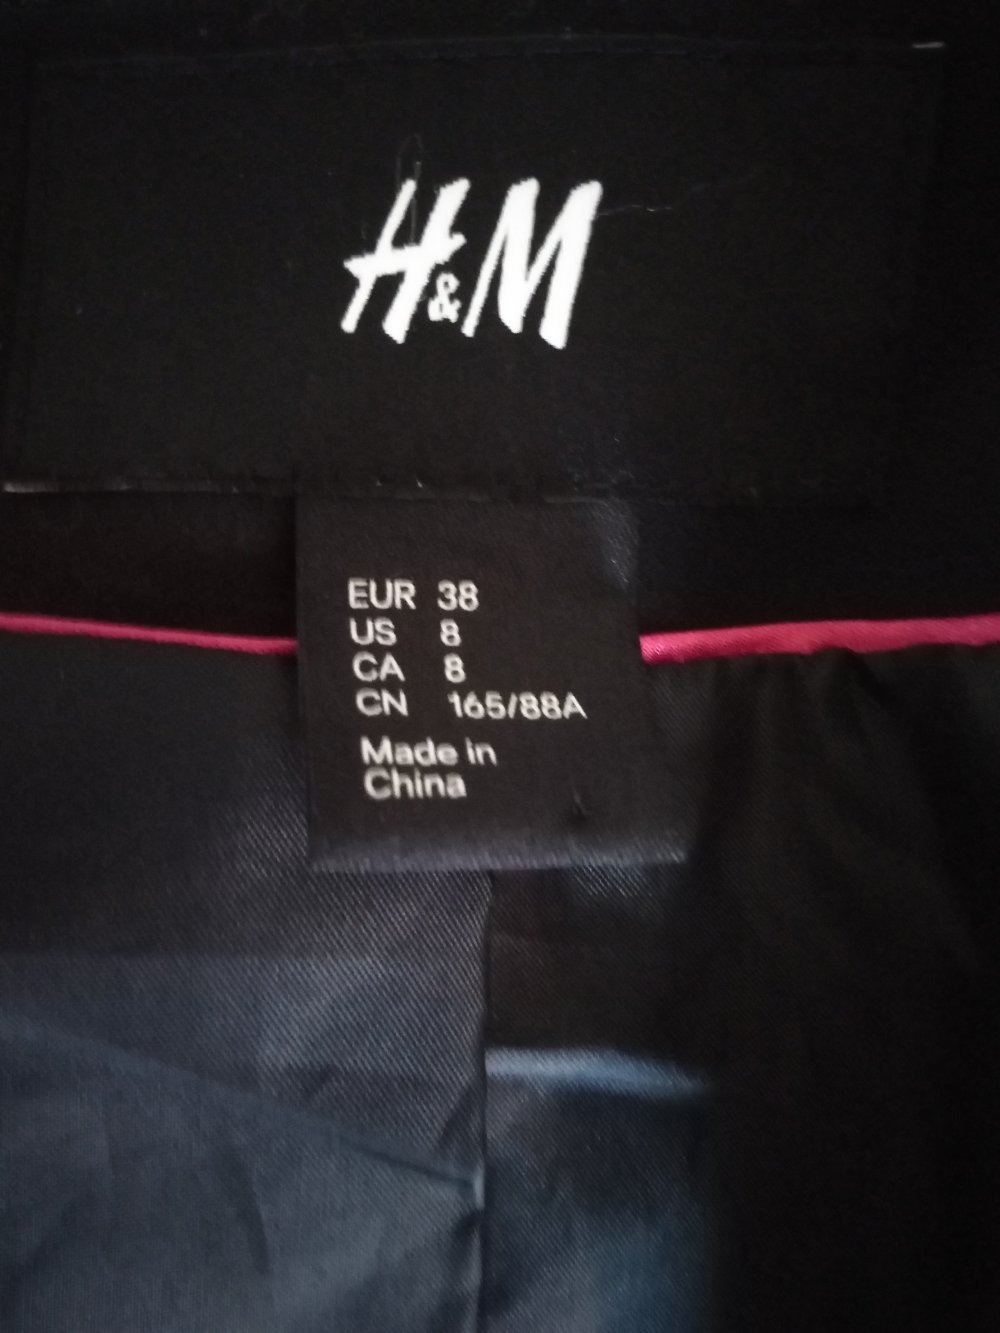 H&M
EUR 38
US 8
CA 8
CN 165/88A
Made in
China